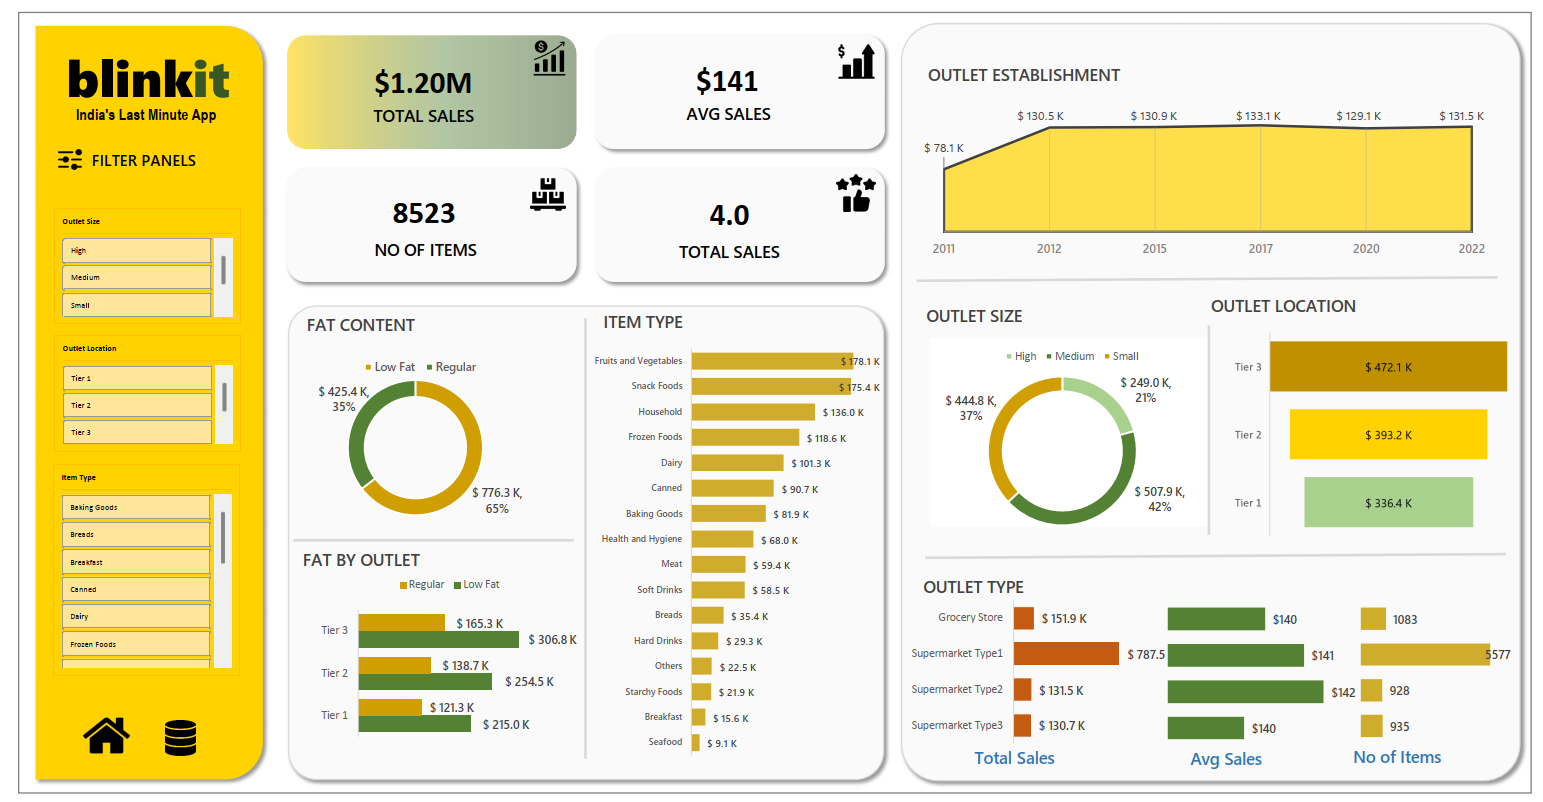 blinkit
India's Last Minute App
FILTER PANELS
Outlet Size
High
Medium
Small
Outlet Location
Tier 1
Tier 2
Tier 3
Item Type
Baking Goods
Breads
Breakfast
Canned
Dairy
Frozen Foods
$1.20M
TOTAL SALES
$141
AVG SALES
8523
NO OF ITEMS
4.0
TOTAL SALES
FAT CONTENT
Low Fat Regular
$ 425.4 K,
35%
$ 776.3 K,
65%
FAT BY OUTLET
Regular Low Fat
Tier 3 $ 165.3 K
$ 306.8 K
Tier 2 $ 138.7 K
$ 254.5 K
Tier 1 $ 121.3 K
$ 215.0 K
ITEM TYPE
Fruits and Vegetables $ 178.1 K
Snack Foods $ 175.4 K
Household $ 136.0 K
Frozen Foods $ 118.6 K
Dairy $ 101.3 K
Canned $ 90.7 K
Baking Goods $ 81.9 K
Health and Hygiene $ 68.0 K
Meat $ 59.4 K
Soft Drinks $ 58.5 K
Breads $ 35.4 K
Hard Drinks $ 29.3 K
Others $ 22.5 K
Starchy Foods $ 21.9 K
Breakfast $ 15.6 K
Seafood $ 9.1 K
OUTLET ESTABLISHMENT
$ 78.1 K $ 130.5 K $ 130.9 K $ 133.1 K $ 129.1 K $ 131.5 K
2011 2012 2015 2017 2020 2022
OUTLET SIZE
High Medium Small
$ 249.0 K,
21%
$ 444.8 K,
37%
$ 507.9 K,
42%
OUTLET LOCATION
Tier 3 $ 472.1 K
Tier 2 $ 393.2 K
Tier 1 $ 336.4 K
OUTLET TYPE
Grocery Store $ 151.9 K $140 1083
Supermarket Type1 $ 787.5 $141 5577
Supermarket Type2 $ 131.5 K $142 928
Supermarket Type3 $ 130.7 K $140 935
Total Sales Avg Sales No of Items